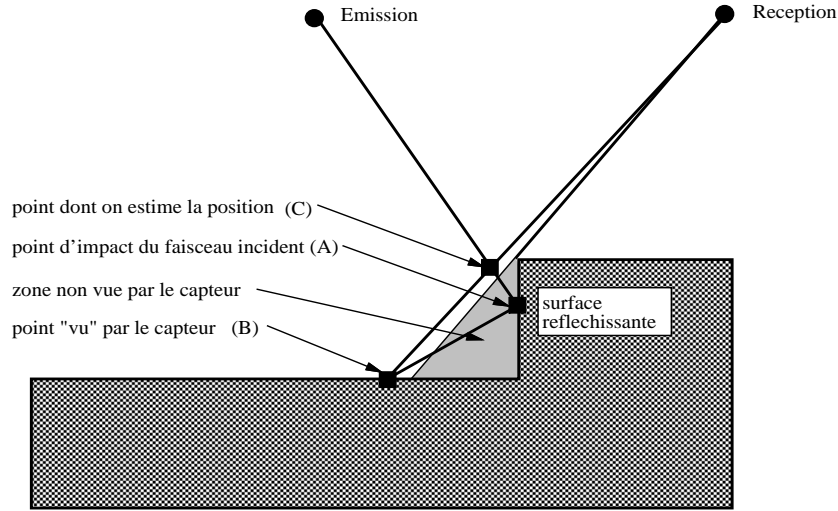 Emission
Reception
point dont on estime la position (C)
point d'impact du faisceau incident (A)
zone non vue par le capteur
point "vu" par le capteur (B)
surface
reflechissante